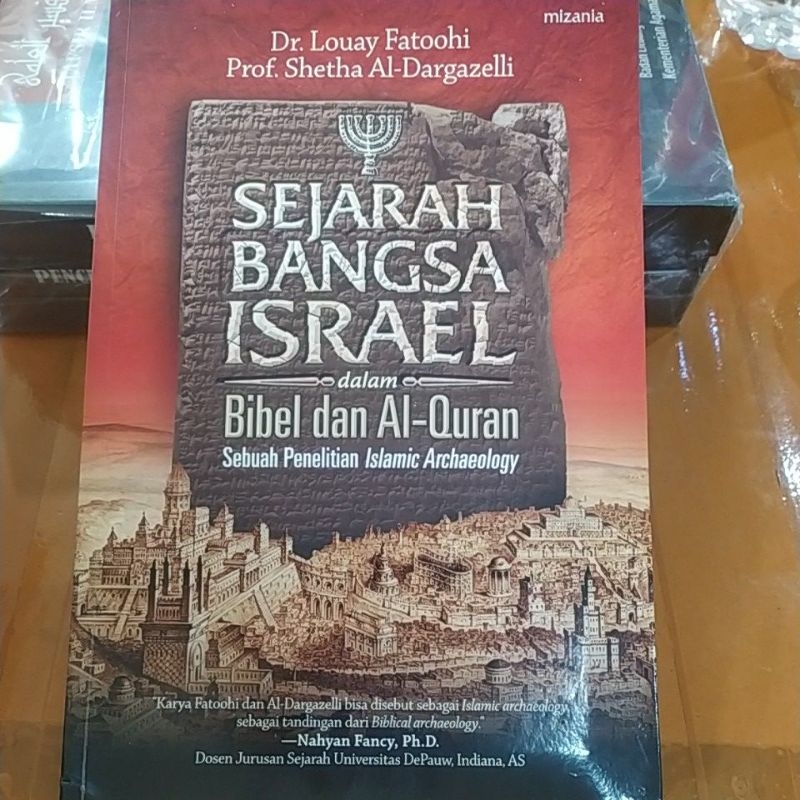 mizania
Dr. Louay Fatoohi
Prof. Shetha Al-Dargazelli
SEJARAH
BANGSA
ISRAEL
dalam
Bibel dan Al-Quran
Sebuah Penelitian Islamic Archaeology
"Karya Fatoohi dan Al-Dargazelli bisa disebut sebagai Islamic archaeology,
sebagai tandingan dari Biblical archaeology."
—Nahyan Fancy, Ph.D.
Dosen Jurusan Sejarah Universitas DePauw, Indiana, AS
Kementerian Agama